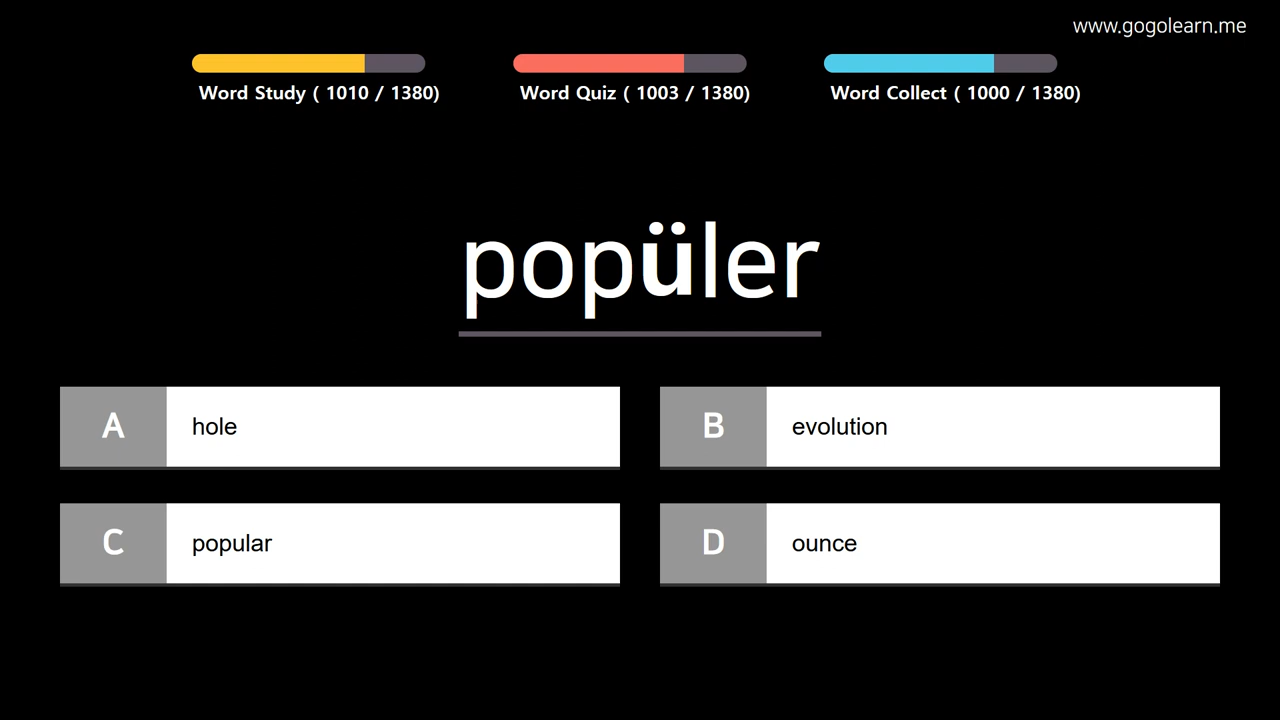 www.gogolearn.me
Word Study ( 1010 / 1380)
Word Quiz ( 1003 / 1380)
Word Collect ( 1000 / 1380)
popüler
A hole
B evolution
C popular
D ounce